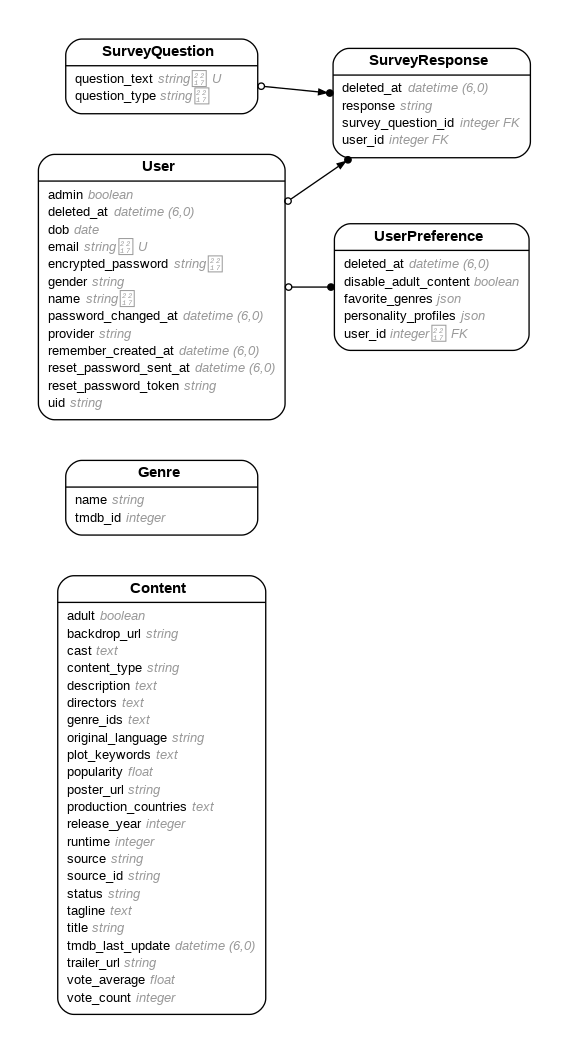 SurveyQuestion
question_text string∗ U
question_type string∗
SurveyResponse
deleted_at datetime (6,0)
response string
survey_question_id integer FK
user_id integer FK
User
admin boolean
deleted_at datetime (6,0)
dob date
email string∗ U
encrypted_password string∗
gender string
name string∗
password_changed_at datetime (6,0)
provider string
remember_created_at datetime (6,0)
reset_password_sent_at datetime (6,0)
reset_password_token string
uid string
UserPreference
deleted_at datetime (6,0)
disable_adult_content boolean
favorite_genres json
personality_profiles json
user_id integer∗ FK
Genre
name string
tmdb_id integer
Content
adult boolean
backdrop_url string
cast text
content_type string
description text
directors text
genre_ids text
original_language string
plot_keywords text
popularity float
poster_url string
production_countries text
release_year integer
runtime integer
source string
source_id string
status string
tagline text
title string
tmdb_last_update datetime (6,0)
trailer_url string
vote_average float
vote_count integer